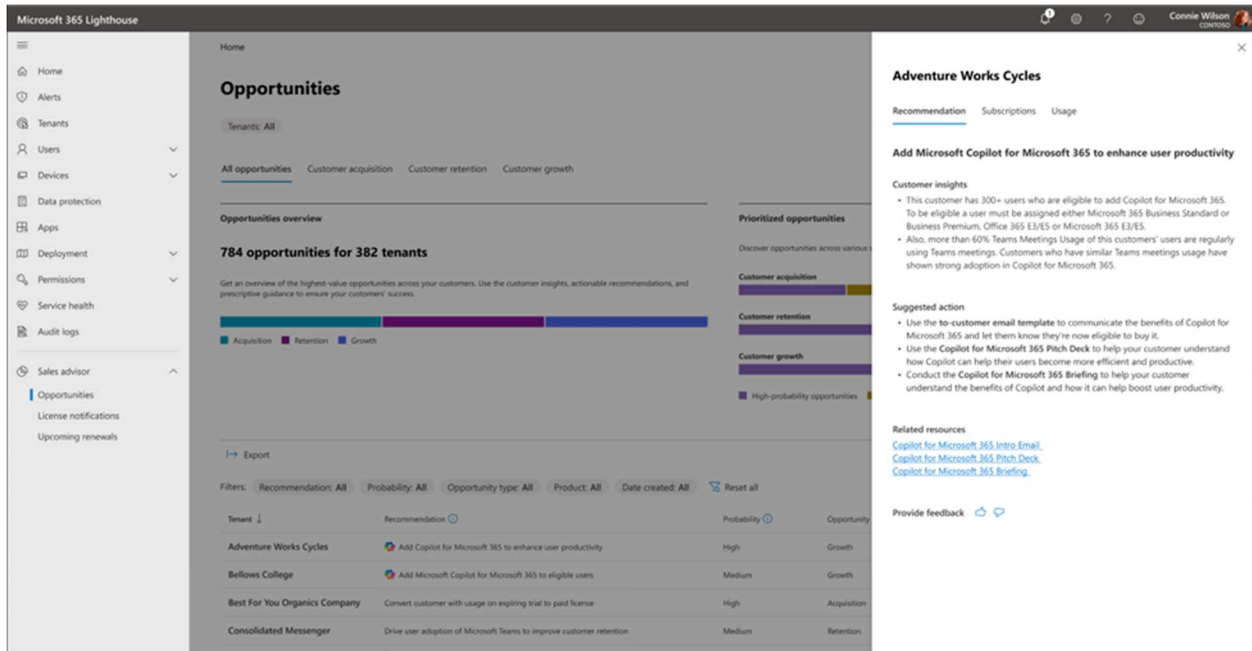 Microsoft 365 Lighthouse
1
Connie Wilson
CONTOSO
Home
Alerts
Tenants
Users
Devices
Data protection
Apps
Deployment
Permissions
Service health
Audit logs
Sales advisor
Opportunities
License notifications
Upcoming renewals
Home
Opportunities
Tenants: All
All opportunities Customer acquisition Customer retention Customer growth
Opportunities overview
784 opportunities for 382 tenants
Get an overview of the highest-value opportunities across your customers. Use the customer insights, actionable recommendations, and
prescriptive guidance to ensure your customers' success.
Acquisition Retention Growth
Prioritized opportunities
Discover opportunities across various
Customer acquisition
Customer retention
Customer growth
High-probability opportunities
Export
Filters: Recommendation: All Probability: All Opportunity type: All Product: All Date created: All Reset all
Tenant ↓ Recommendation Probability Opportunity
Adventure Works Cycles Add Copilot for Microsoft 365 to enhance user productivity High Growth
Bellows College Add Microsoft Copilot for Microsoft 365 to eligible users Medium Growth
Best For You Organics Company Convert customer with usage on expiring trial to paid license High Acquisition
Consolidated Messenger Drive user adoption of Microsoft Teams to improve customer retention Medium Retention
Adventure Works Cycles
Recommendation Subscriptions Usage
Add Microsoft Copilot for Microsoft 365 to enhance user productivity
Customer insights
• This customer has 300+ users who are eligible to add Copilot for Microsoft 365.
To be eligible a user must be assigned either Microsoft 365 Business Standard or
Business Premium, Office 365 E3/E5 or Microsoft 365 E3/E5.
• Also, more than 60% Teams Meetings Usage of this customers' users are regularly
using Teams meetings. Customers who have similar Teams meetings usage have
shown strong adoption in Copilot for Microsoft 365.
Suggested action
• Use the to-customer email template to communicate the benefits of Copilot for
Microsoft 365 and let them know they're now eligible to buy it.
• Use the Copilot for Microsoft 365 Pitch Deck to help your customer understand
how Copilot can help their users become more efficient and productive.
• Conduct the Copilot for Microsoft 365 Briefing to help your customer
understand the benefits of Copilot and how it can help boost user productivity.
Related resources
Copilot for Microsoft 365 Intro Email
Copilot for Microsoft 365 Pitch Deck
Copilot for Microsoft 365 Briefing
Provide feedback